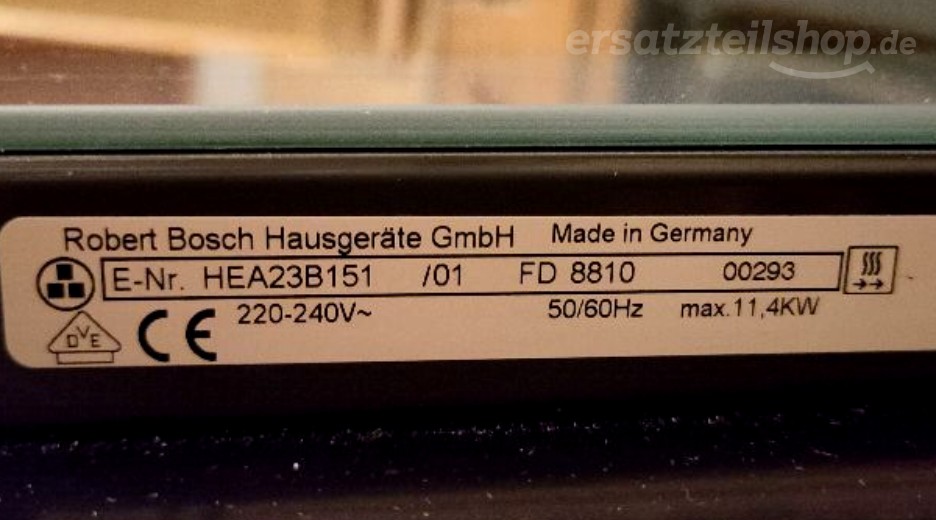 ersatzteilshop.de
Robert Bosch Hausgeräte GmbH Made in Germany
E-Nr. HEA23B151 /01 FD 8810 00293
220-240V~ 50/60Hz max.11,4KW
DVE CE